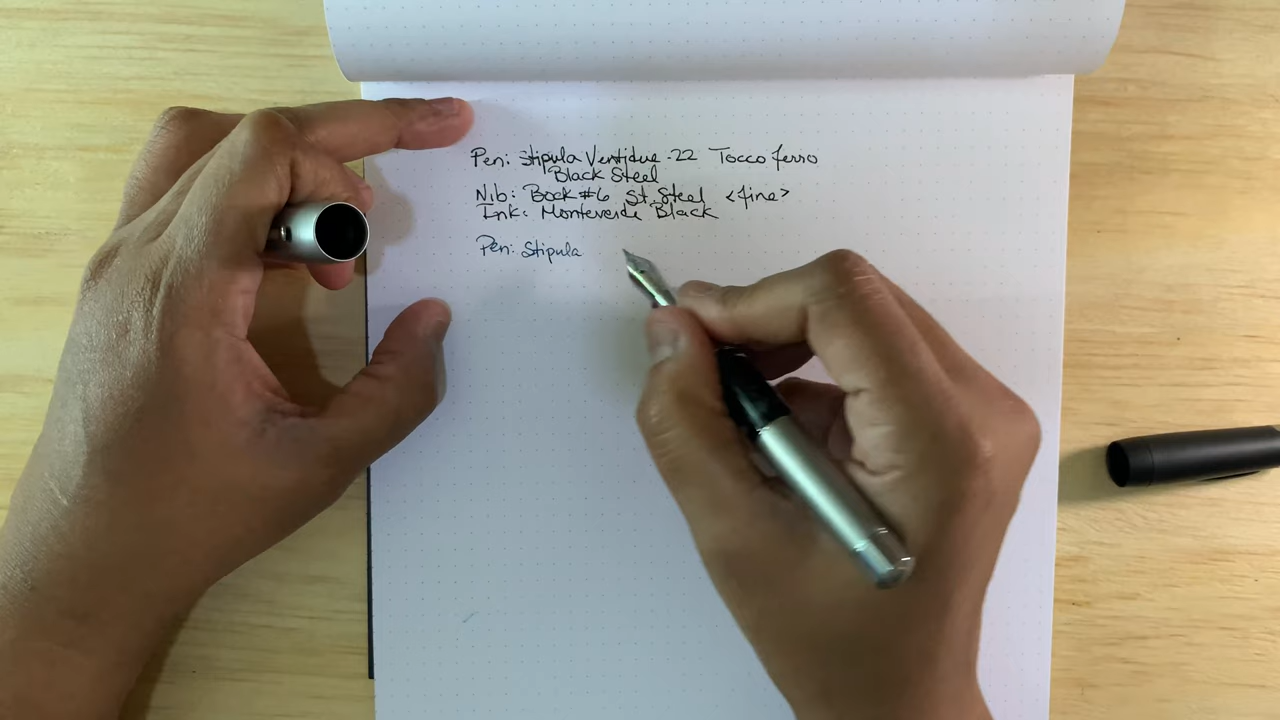 Pen: Stipula Ventidue -22 Tocco ferro
Black Steel
Nib: Bock #6 St. Steel <fine>
Ink: Monteverde Black
Pen: Stipula